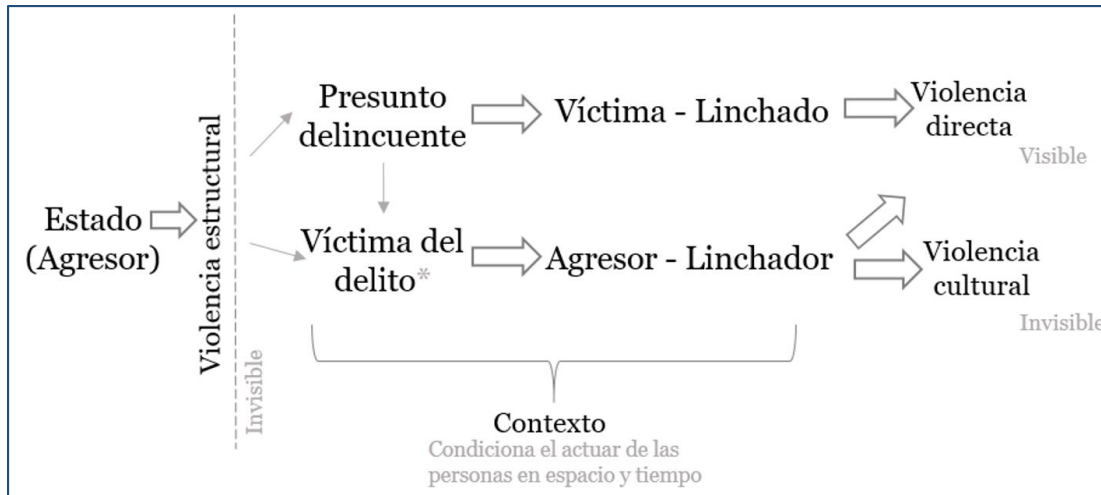 Estado
(Agresor)
Violencia estructural
Invisible
Presunto
delincuente
Víctima - Linchado
Violencia
directa
Visible
Víctima del
delito*
Agresor - Linchador
Violencia
cultural
Invisible
Contexto
Condiciona el actuar de las
personas en espacio y tiempo